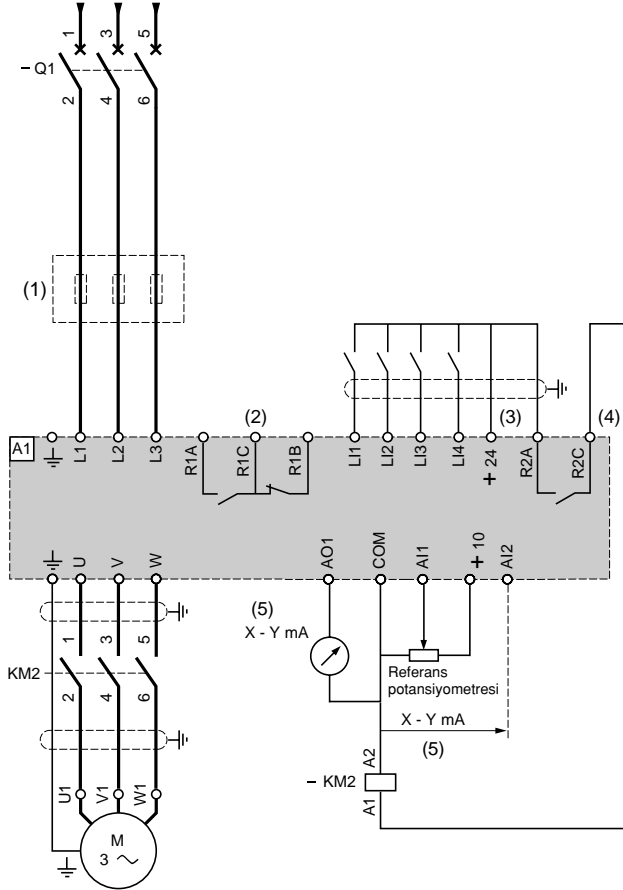 1 3 5
– Q1
2 4 6
(1)
(2) (3) (4)
A1
L1 L2 L3 R1A R1C R1B LI1 LI2 LI3 LI4 + 24 R2A R2C
U V W AO1 COM AI1 + 10 AI2
(5)
X - Y mA
1 3 5
KM2
2 4 6
Referans
potansiyometresi
X - Y mA
(5)
A2
– KM2
A1
U1 V1 W1
M
3